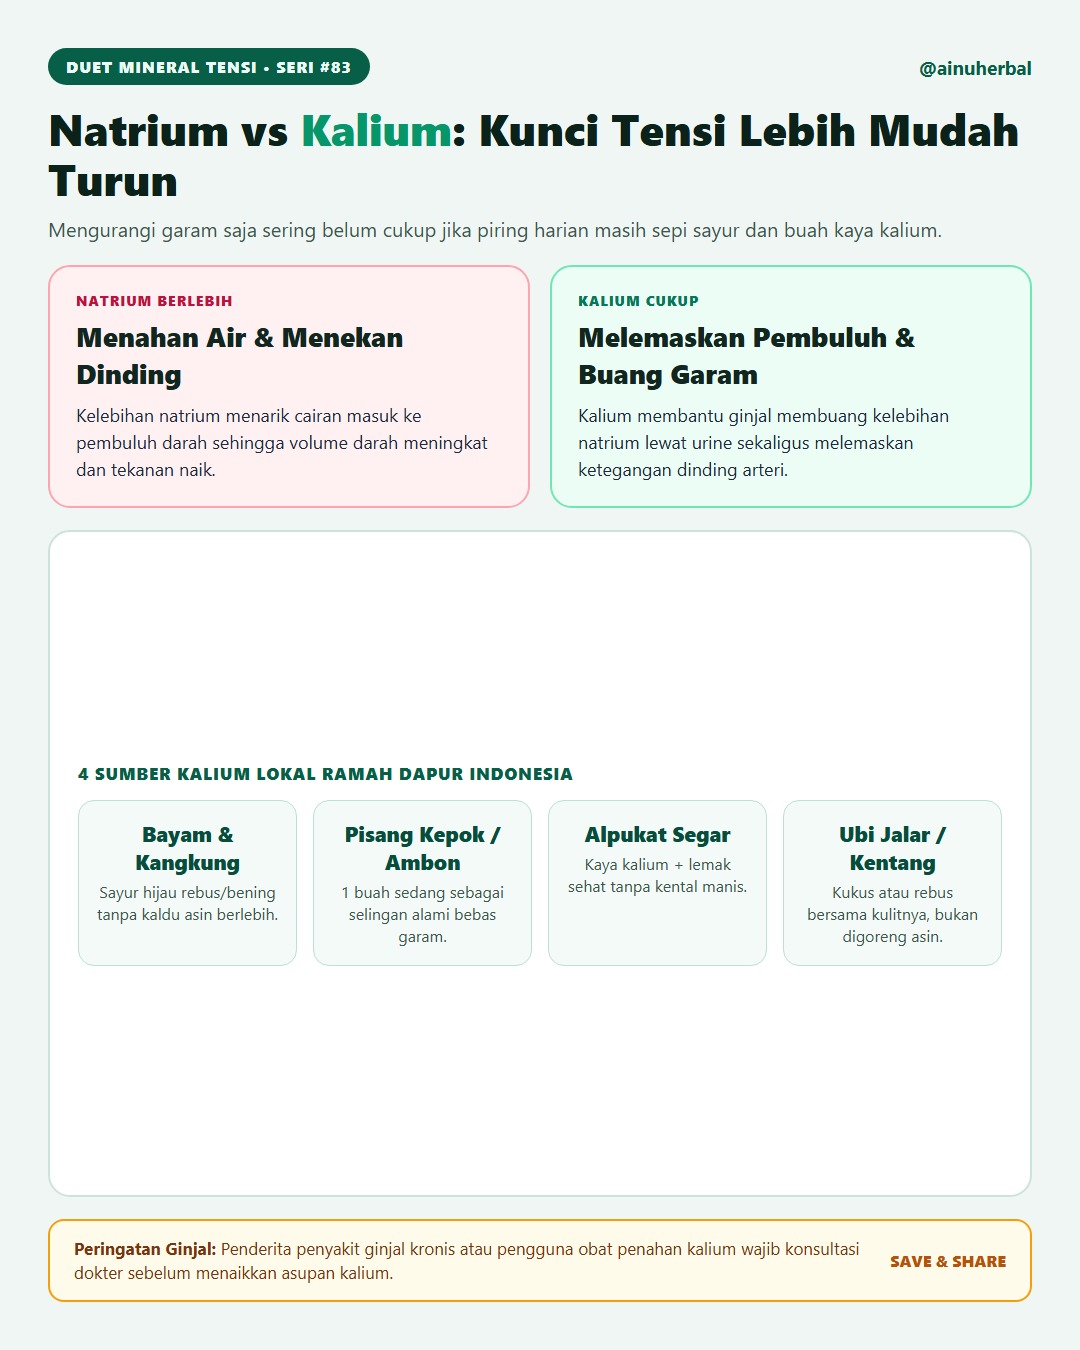 DUET MINERAL TENSI • SERI #83
@ainuherbal
Natrium vs Kalium: Kunci Tensi Lebih Mudah
Turun
Mengurangi garam saja sering belum cukup jika piring harian masih sepi sayur dan buah kaya kalium.
NATRIUM BERLEBIH
Menahan Air & Menekan
Dinding
Kelebihan natrium menarik cairan masuk ke
pembuluh darah sehingga volume darah meningkat
dan tekanan naik.
KALIUM CUKUP
Melemaskan Pembuluh &
Buang Garam
Kalium membantu ginjal membuang kelebihan
natrium lewat urine sekaligus melemaskan
ketegangan dinding arteri.
4 SUMBER KALIUM LOKAL RAMAH DAPUR INDONESIA
Bayam &
Kangkung
Sayur hijau rebus/bening
tanpa kaldu asin berlebih.
Pisang Kepok /
Ambon
1 buah sedang sebagai
selingan alami bebas
garam.
Alpukat Segar
Kaya kalium + lemak
sehat tanpa kental manis.
Ubi Jalar /
Kentang
Kukus atau rebus
bersama kulitnya, bukan
digoreng asin.
Peringatan Ginjal: Penderita penyakit ginjal kronis atau pengguna obat penahan kalium wajib konsultasi
dokter sebelum menaikkan asupan kalium.
SAVE & SHARE